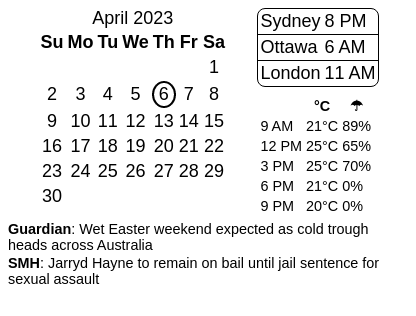 April 2023
Su Mo Tu We Th Fr Sa
1
2 3 4 5 6 7 8
9 10 11 12 13 14 15
16 17 18 19 20 21 22
23 24 25 26 27 28 29
30
Sydney 8 PM
Ottawa 6 AM
London 11 AM
°C ☂
9 AM 21°C 89%
12 PM 25°C 65%
3 PM 25°C 70%
6 PM 21°C 0%
9 PM 20°C 0%
Guardian: Wet Easter weekend expected as cold trough
heads across Australia
SMH: Jarryd Hayne to remain on bail until jail sentence for
sexual assault